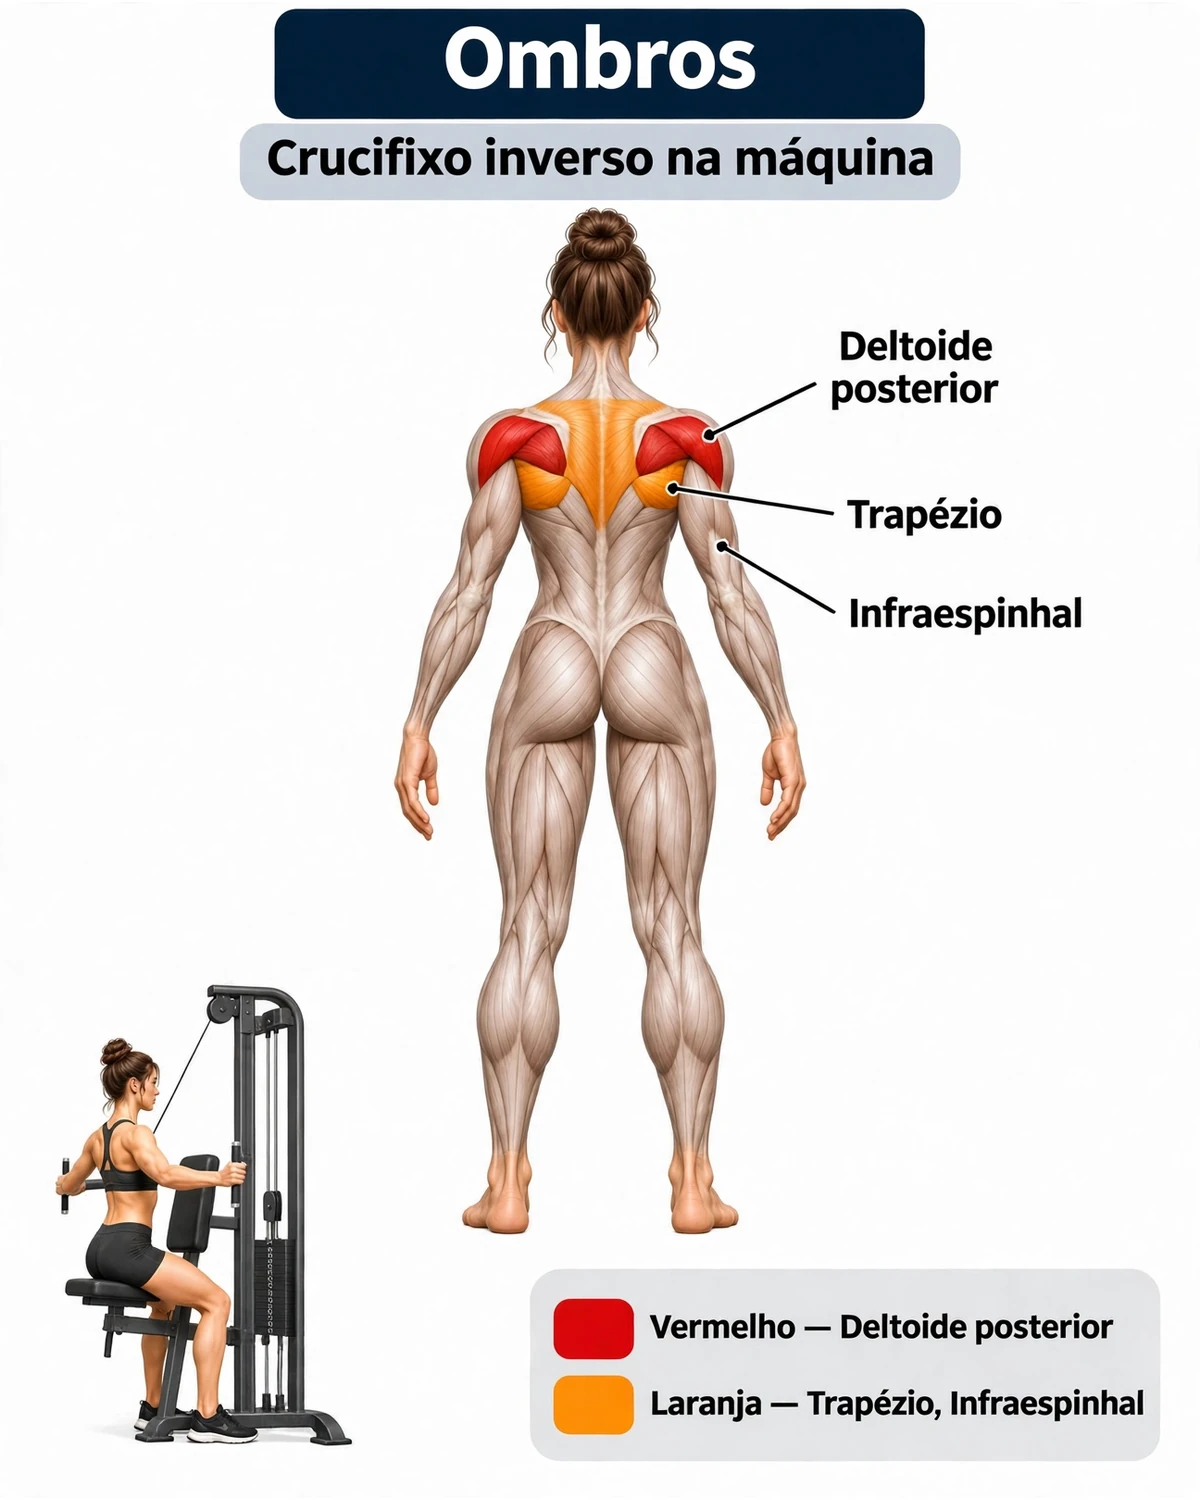 Ombros
Crucifixo inverso na máquina
Deltoide
posterior
Trapézio
Infraespinhal
Vermelho — Deltoide posterior
Laranja — Trapézio, Infraespinhal